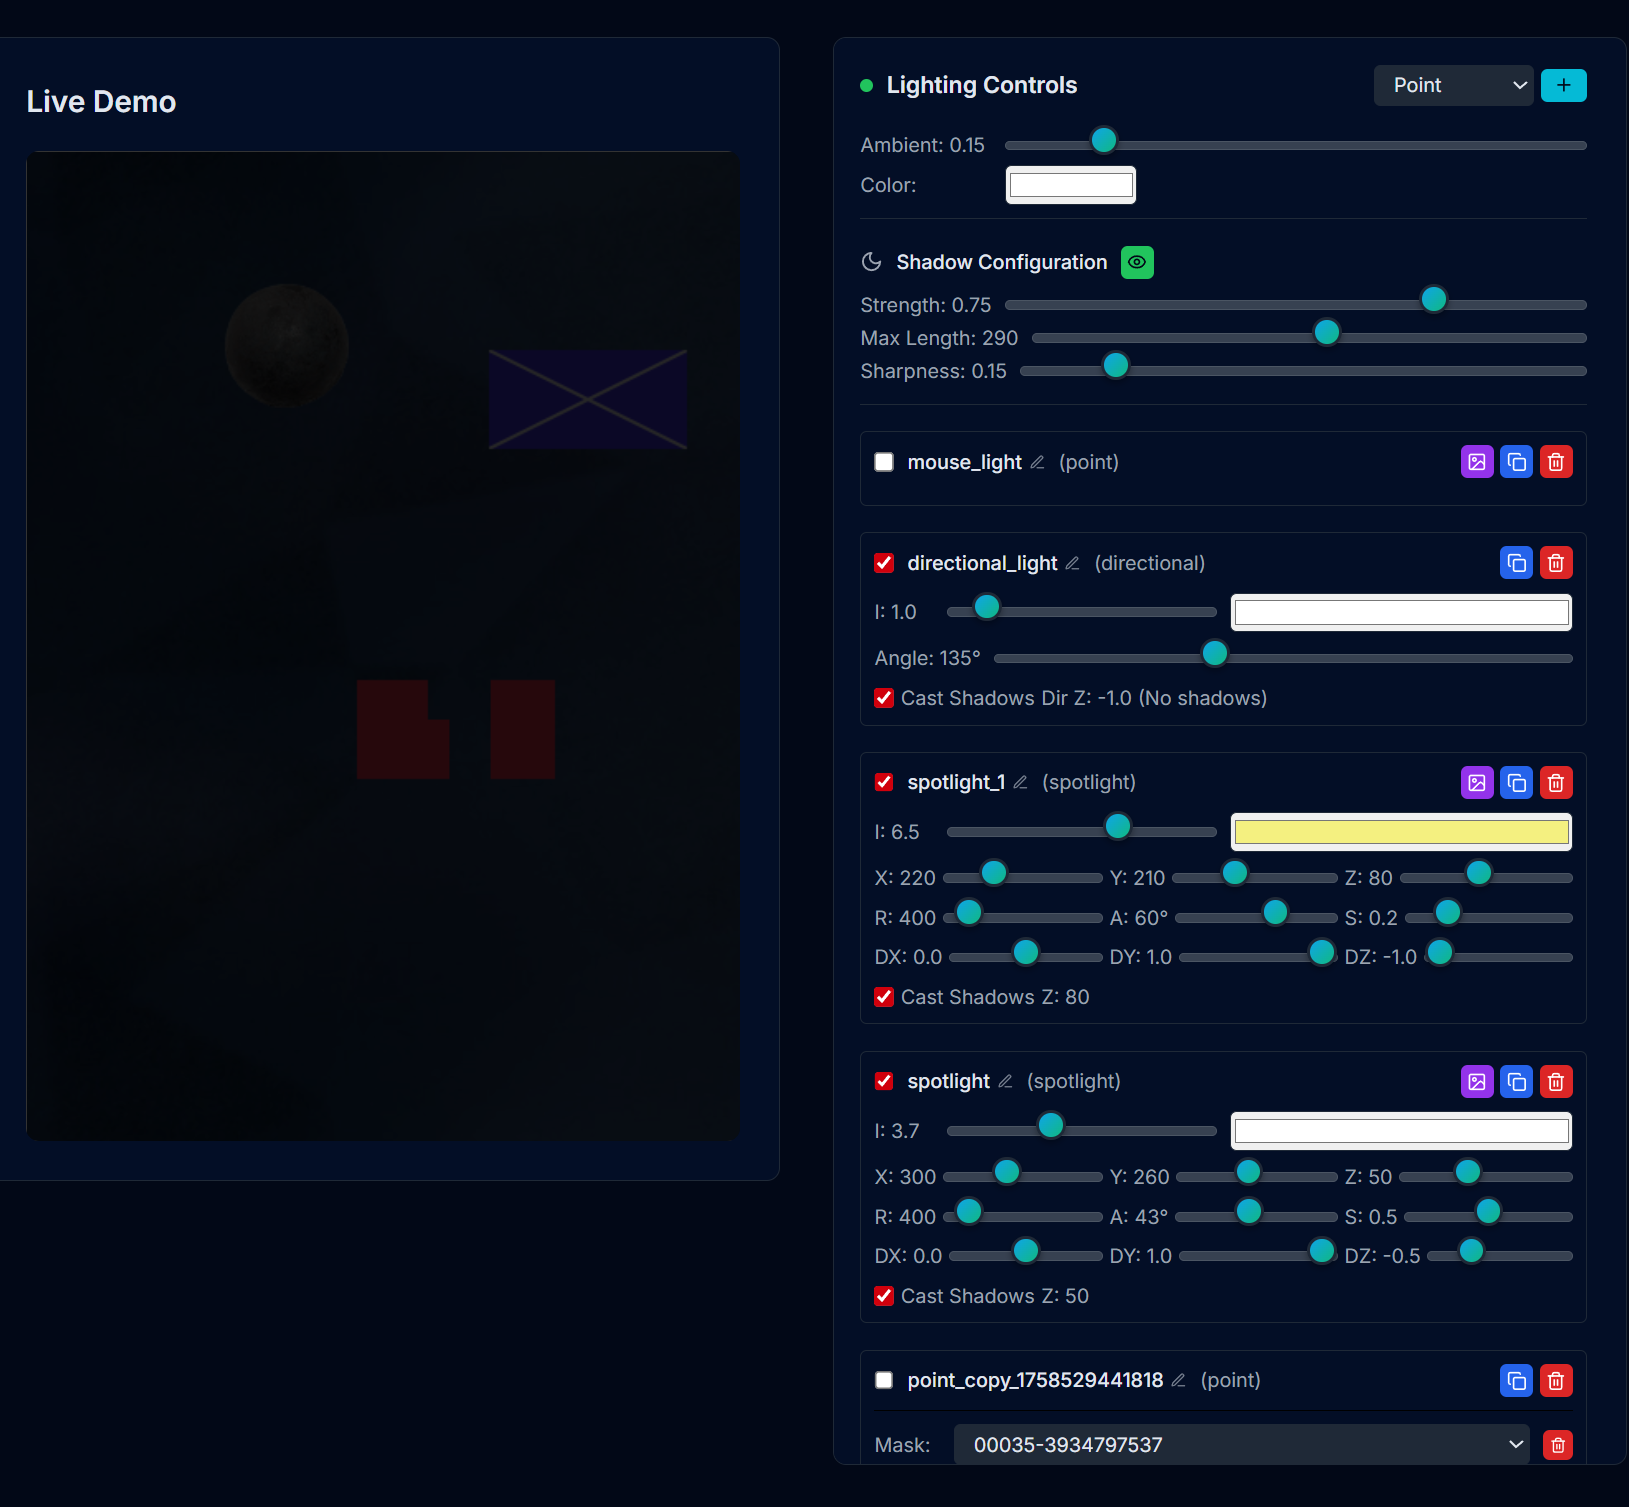 Live Demo
Lighting Controls
Point
Ambient: 0.15
Color:
Shadow Configuration
Strength: 0.75
Max Length: 290
Sharpness: 0.15
mouse_light (point)
directional_light (directional)
I: 1.0
Angle: 135°
Cast Shadows Dir Z: -1.0 (No shadows)
spotlight_1 (spotlight)
I: 6.5
X: 220 Y: 210 Z: 80
R: 400 A: 60° S: 0.2
DX: 0.0 DY: 1.0 DZ: -1.0
Cast Shadows Z: 80
spotlight (spotlight)
I: 3.7
X: 300 Y: 260 Z: 50
R: 400 A: 43° S: 0.5
DX: 0.0 DY: 1.0 DZ: -0.5
Cast Shadows Z: 50
point_copy_1758529441818 (point)
Mask: 00035-3934797537